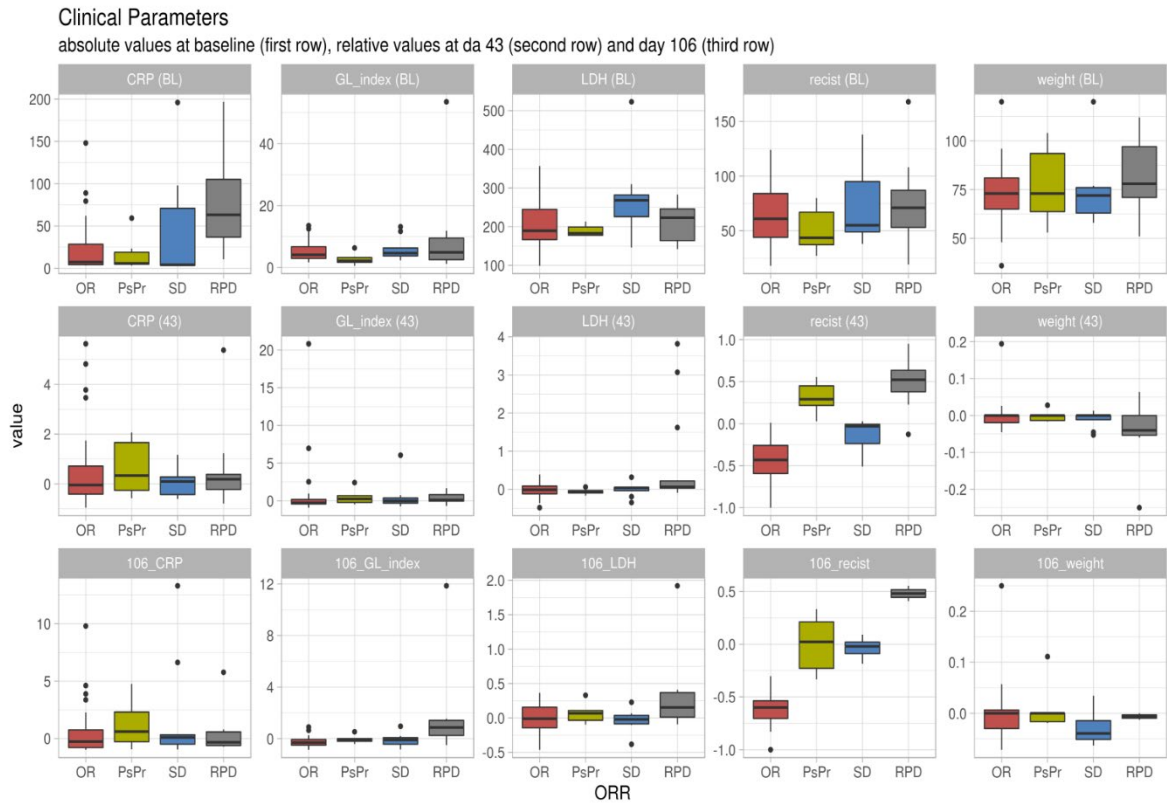 Clinical Parameters
absolute values at baseline (first row), relative values at da 43 (second row) and day 106 (third row)
CRP (BL) GL_index (BL) LDH (BL) recist (BL) weight (BL)
200 150 100 50 0
40 20 0
500 400 300 200 100
150 100 50
100 75 50
OR PsPr SD RPD OR PsPr SD RPD OR PsPr SD RPD OR PsPr SD RPD OR PsPr SD RPD
CRP (43) GL_index (43) LDH (43) recist (43) weight (43)
value
4 2 0
20 15 10 5 0
4 3 2 1 0
1.0 0.5 0.0 -0.5 -1.0
0.2 0.1 0.0 -0.1 -0.2
OR PsPr SD RPD OR PsPr SD RPD OR PsPr SD RPD OR PsPr SD RPD OR PsPr SD RPD
106_CRP 106_GL_index 106_LDH 106_recist 106_weight
10 5 0
12 8 4 0
2.0 1.5 1.0 0.5 0.0 -0.5
0.5 0.0 -0.5 -1.0
0.2 0.1 0.0
OR PsPr SD RPD OR PsPr SD RPD OR PsPr SD RPD OR PsPr SD RPD OR PsPr SD RPD
ORR